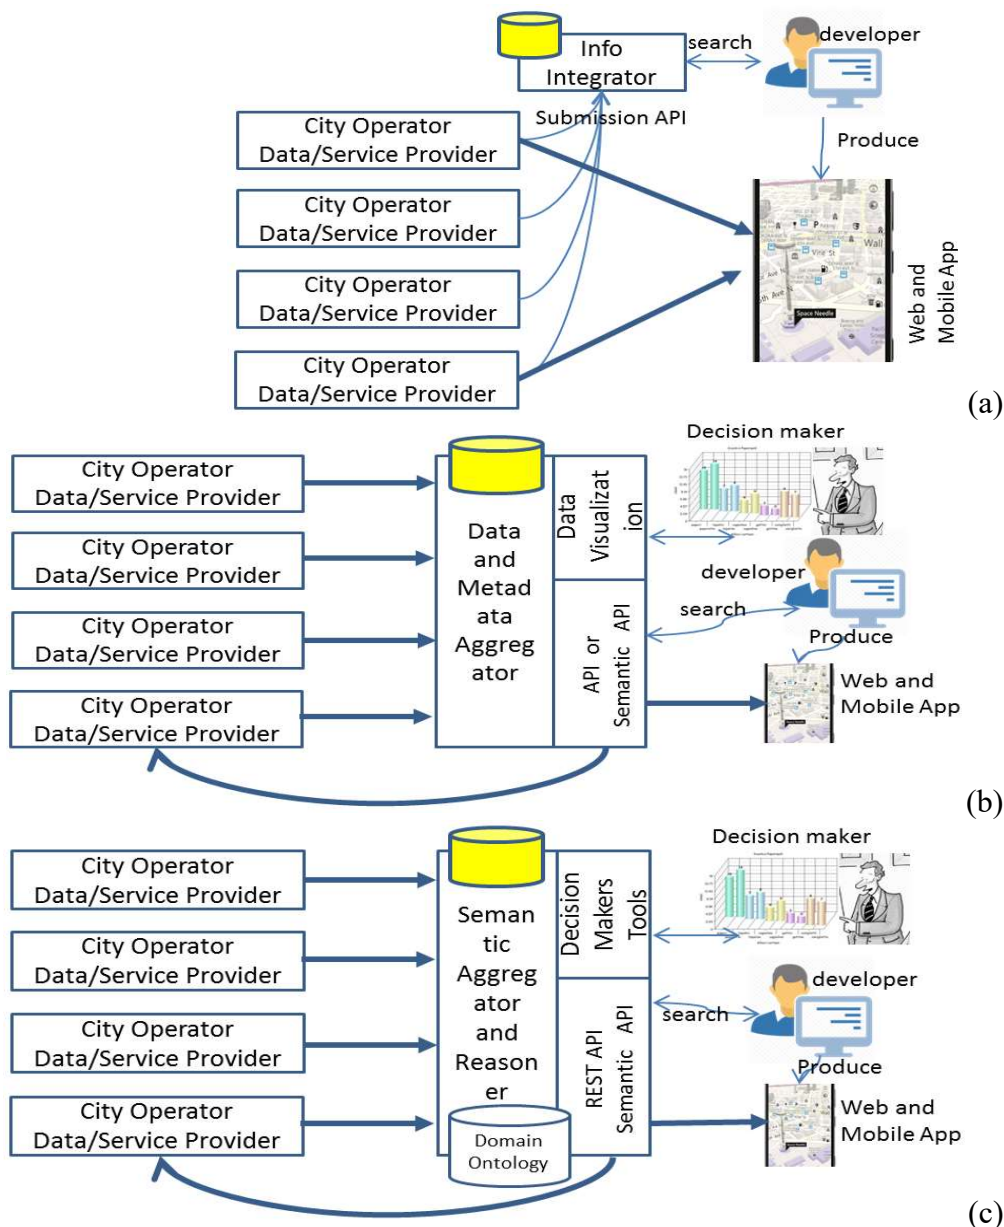 Info
Integrator
search
developer
Submission API
City Operator
Data/Service Provider
City Operator
Data/Service Provider
City Operator
Data/Service Provider
City Operator
Data/Service Provider
Produce
P
Wall
Vine St
Space Needle
Web and
Mobile App
(a)
City Operator
Data/Service Provider
City Operator
Data/Service Provider
City Operator
Data/Service Provider
City Operator
Data/Service Provider
Data
and
Metad
ata
Aggreg
ator
Data
Visualizat
ion
API or
Semantic API
Decision maker
developer
search
Produce
Web and
Mobile App
(b)
City Operator
Data/Service Provider
City Operator
Data/Service Provider
City Operator
Data/Service Provider
City Operator
Data/Service Provider
Seman
tic
Aggreg
ator
and
Reason
er
Domain
Ontology
Decision
Makers
Tools
REST API
Semantic API
Decision maker
developer
search
Produce
Web and
Mobile App
(c)